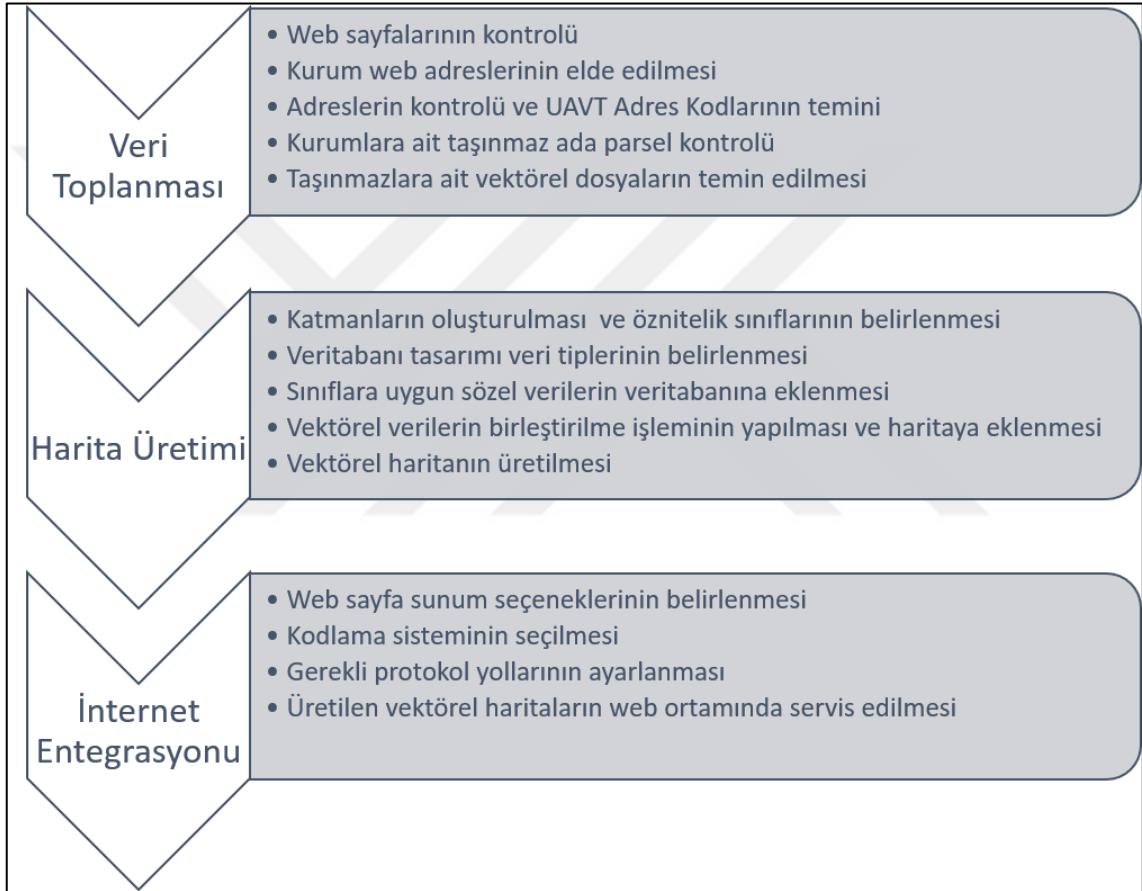 Veri
Toplanması
• Web sayfalarının kontrolü
• Kurum web adreslerinin elde edilmesi
• Adreslerin kontrolü ve UAVT Adres Kodlarının temini
• Kurumlara ait taşınmaz ada parsel kontrolü
• Taşınmazlara ait vektörel dosyaların temin edilmesi
Harita Üretimi
• Katmanların oluşturulması ve öznitelik sınıflarının belirlenmesi
• Veritabanı tasarımı veri tiplerinin belirlenmesi
• Sınıflara uygun sözel verilerin veritabanına eklenmesi
• Vektörel verilerin birleştirilme işleminin yapılması ve haritaya eklenmesi
• Vektörel haritanın üretilmesi
İnternet
Entegrasyonu
• Web sayfa sunum seçeneklerinin belirlenmesi
• Kodlama sisteminin seçilmesi
• Gerekli protokol yollarının ayarlanması
• Üretilen vektörel haritaların web ortamında servis edilmesi